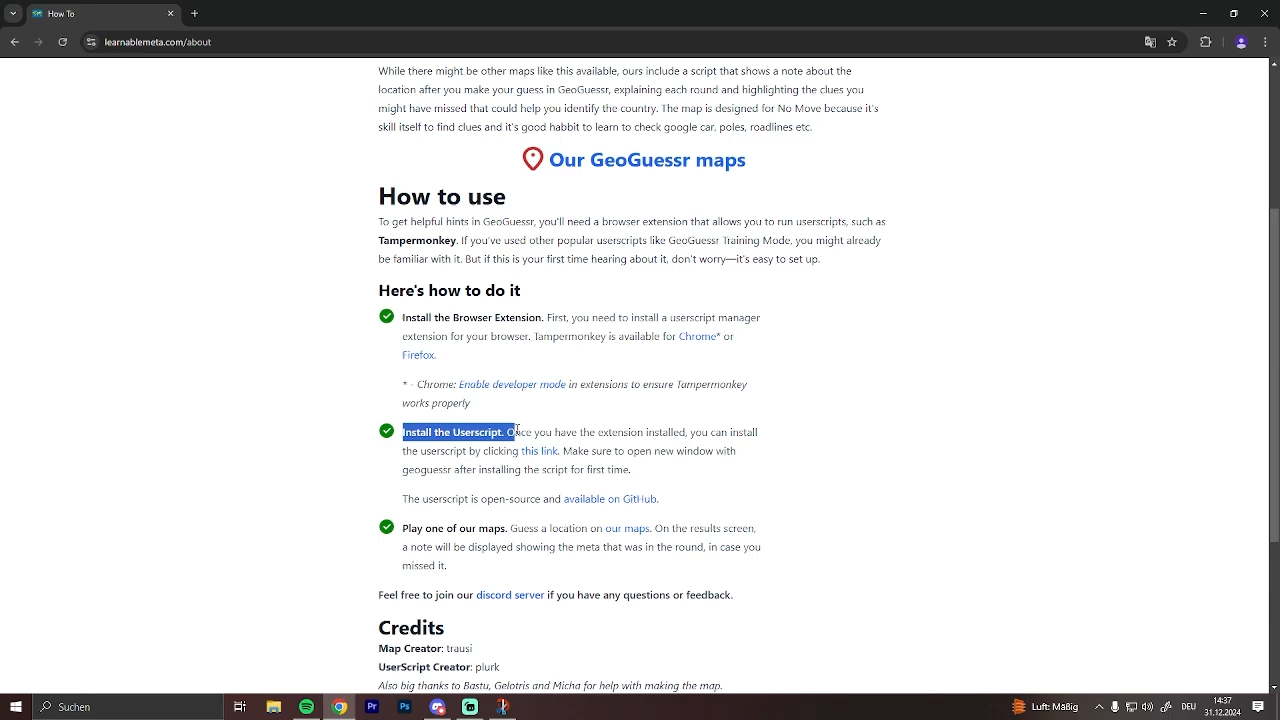 How To
learnablemeta.com/about
While there might be other maps like this available, ours include a script that shows a note about the
location after you make your guess in GeoGuessr, explaining each round and highlighting the clues you
might have missed that could help you identify the country. The map is designed for No Move because it's
skill itself to find clues and it's good habbit to learn to check google car, poles, roadlines etc.
Our GeoGuessr maps
How to use
To get helpful hints in GeoGuessr, you'll need a browser extension that allows you to run userscripts, such as
Tampermonkey. If you've used other popular userscripts like GeoGuessr Training Mode, you might already
be familiar with it. But if this is your first time hearing about it, don't worry—it's easy to set up.
Here's how to do it
Install the Browser Extension. First, you need to install a userscript manager
extension for your browser. Tampermonkey is available for Chrome* or
Firefox.
* - Chrome: Enable developer mode in extensions to ensure Tampermonkey
works properly
Install the Userscript. Once you have the extension installed, you can install
the userscript by clicking this link. Make sure to open new window with
geoguessr after installing the script for first time.
The userscript is open-source and available on GitHub.
Play one of our maps. Guess a location on our maps. On the results screen,
a note will be displayed showing the meta that was in the round, in case you
missed it.
Feel free to join our discord server if you have any questions or feedback.
Credits
Map Creator: trausi
UserScript Creator: plurk
Also big thanks to Bastu, Gelotris and Micha for help with making the map.
Suchen
Pr
Ps
Luft: Mäßig
DEU
14:37
31.12.2024